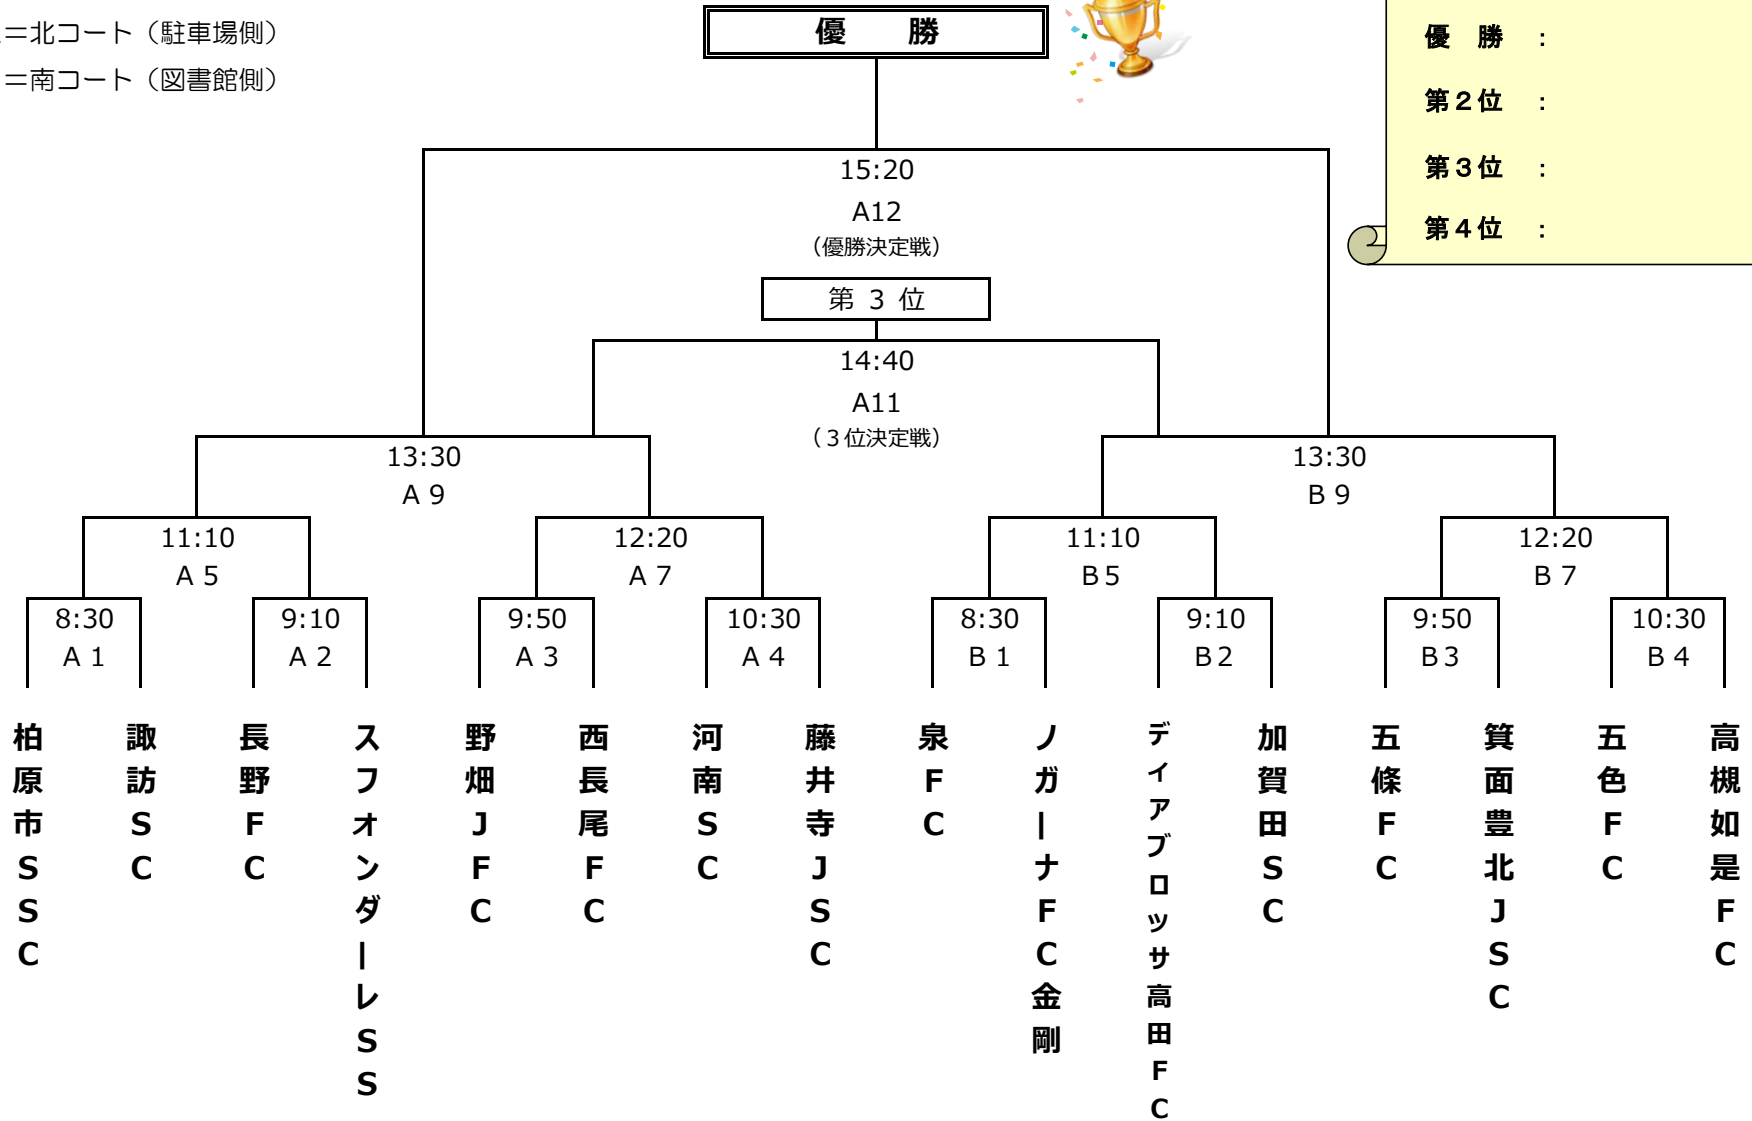 ＝北コート（駐車場側）
＝南コート（図書館側）
優　勝
優　勝　：
第２位　：
第３位　：
第４位　：
15:20
A12
（優勝決定戦）
第 3 位
14:40
A11
（３位決定戦）
13:30
13:30
A 9
B 9
11:10
12:20
11:10
12:20
A 5
A 7
B 5
B 7
8:30
9:10
9:50
10:30
8:30
9:10
9:50
10:30
A 1
A 2
A 3
A 4
B 1
B 2
B 3
B 4
柏原市SSC
諏訪SC
長野FC
スフォンダーレSS
野畑JFC
西長尾FC
河南SC
藤井寺JSC
泉FC
ノガーナFC金剛
ディアブロッサ高田FC
加賀田SC
五條FC
箕面豊北JSC
五色FC
高槻如是FC